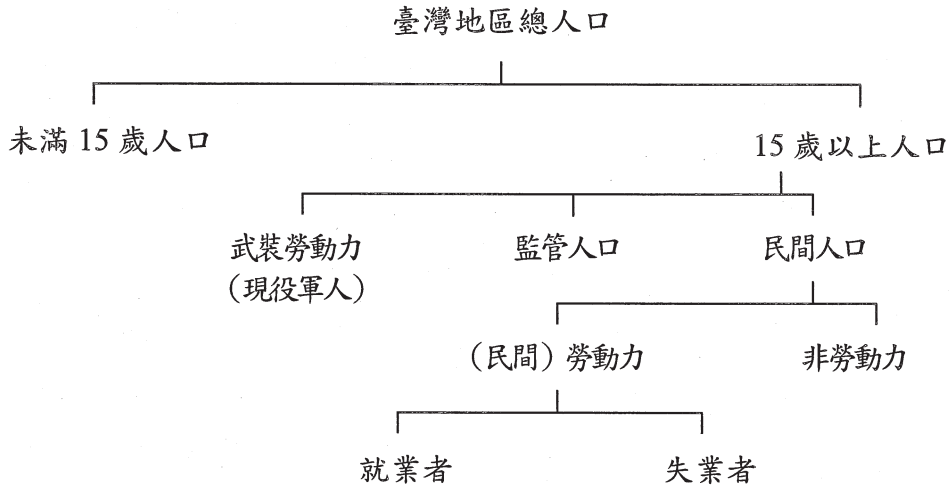 臺灣地區總人口
未滿 15 歲人口
15 歲以上人口
武裝勞動力
（現役軍人）
監管人口
民間人口
（民間）勞動力
非勞動力
就業者
失業者